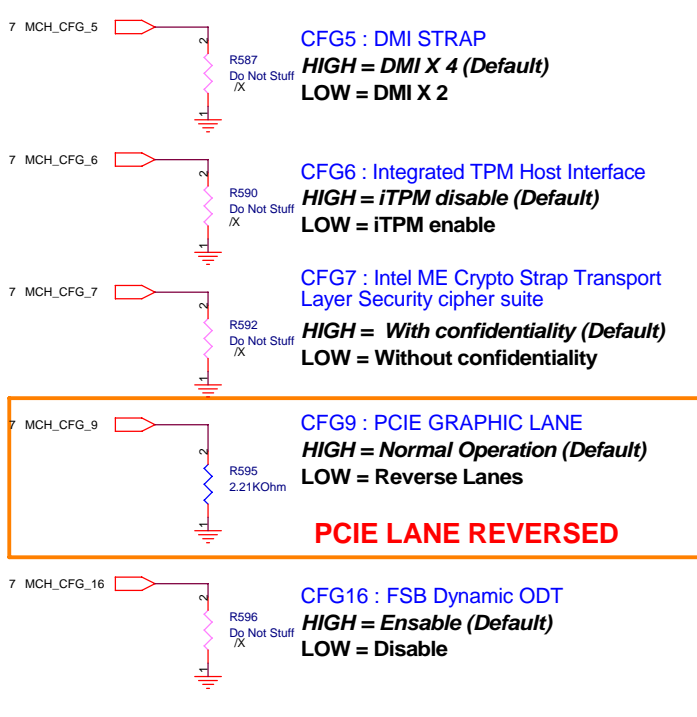 7 MCH_CFG_5
2
R587
Do Not Stuff
/X
1
CFG5 : DMI STRAP
HIGH = DMI X 4 (Default)
LOW = DMI X 2
7 MCH_CFG_6
2
R590
Do Not Stuff
/X
1
CFG6 : Integrated TPM Host Interface
HIGH = iTPM disable (Default)
LOW = iTPM enable
7 MCH_CFG_7
2
R592
Do Not Stuff
/X
1
CFG7 : Intel ME Crypto Strap Transport
Layer Security cipher suite
HIGH = With confidentiality (Default)
LOW = Without confidentiality
7 MCH_CFG_9
2
R595
2.21KOhm
1
CFG9 : PCIE GRAPHIC LANE
HIGH = Normal Operation (Default)
LOW = Reverse Lanes
PCIE LANE REVERSED
7 MCH_CFG_16
2
R596
Do Not Stuff
/X
1
CFG16 : FSB Dynamic ODT
HIGH = Ensable (Default)
LOW = Disable